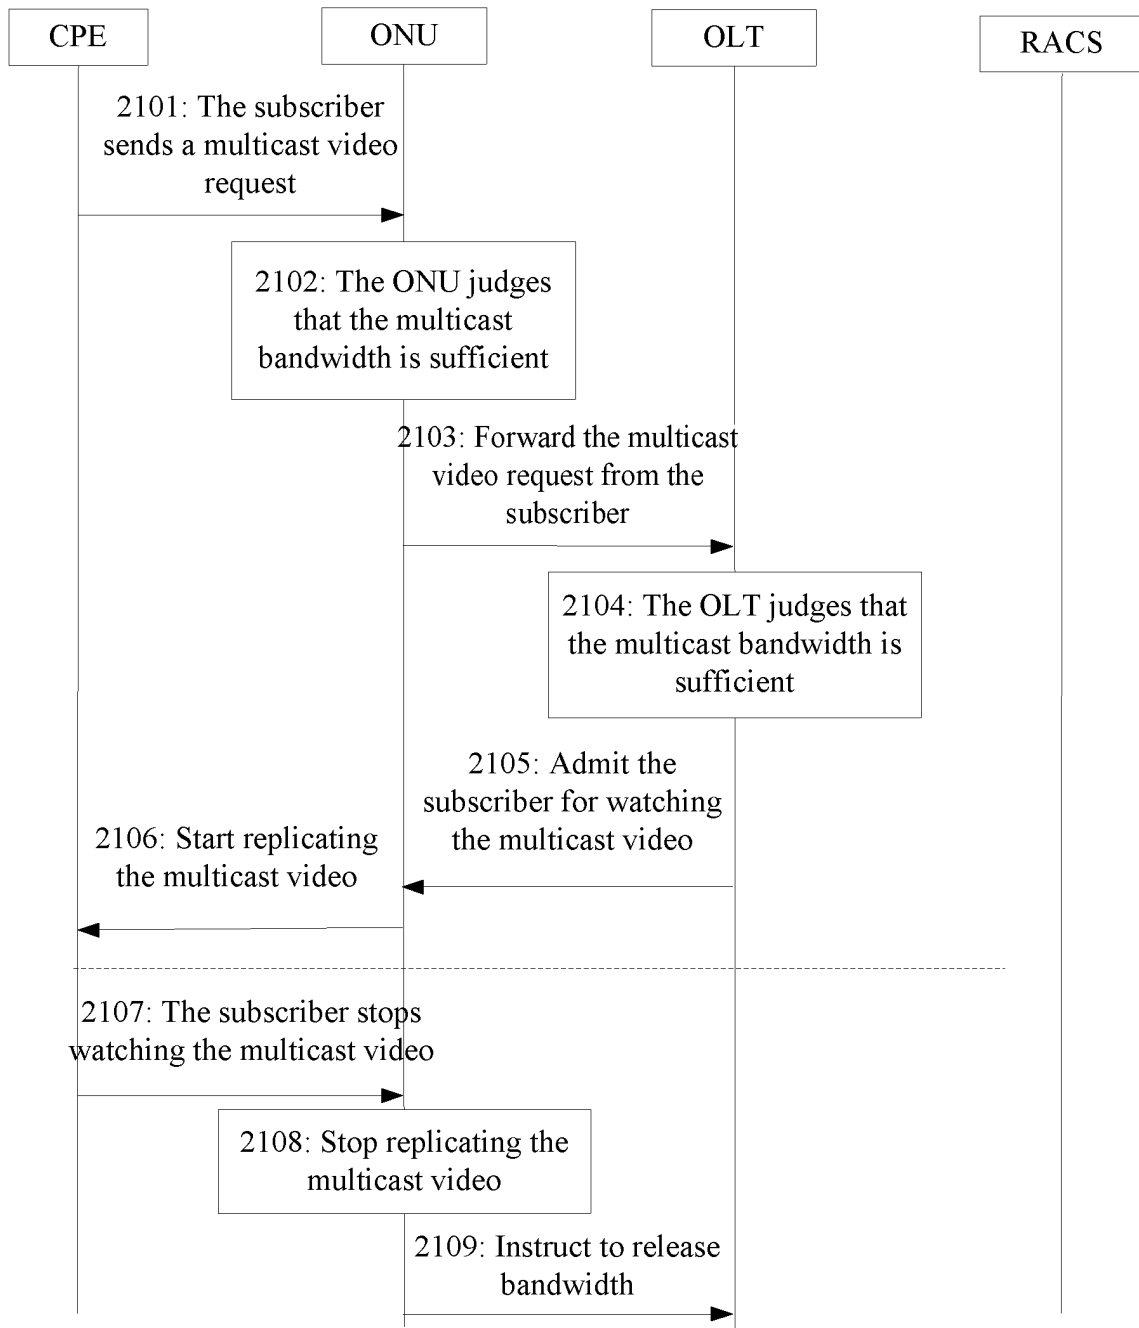 CPE
ONU
OLT
RACS
2101: The subscriber
sends a multicast video
request
2102: The ONU judges
that the multicast
bandwidth is sufficient
2103: Forward the multicast
video request from the
subscriber
2104: The OLT judges that
the multicast bandwidth is
sufficient
2105: Admit the
subscriber for watching
the multicast video
2106: Start replicating
the multicast video
2107: The subscriber stops
watching the multicast video
2108: Stop replicating the
multicast video
2109: Instruct to release
bandwidth